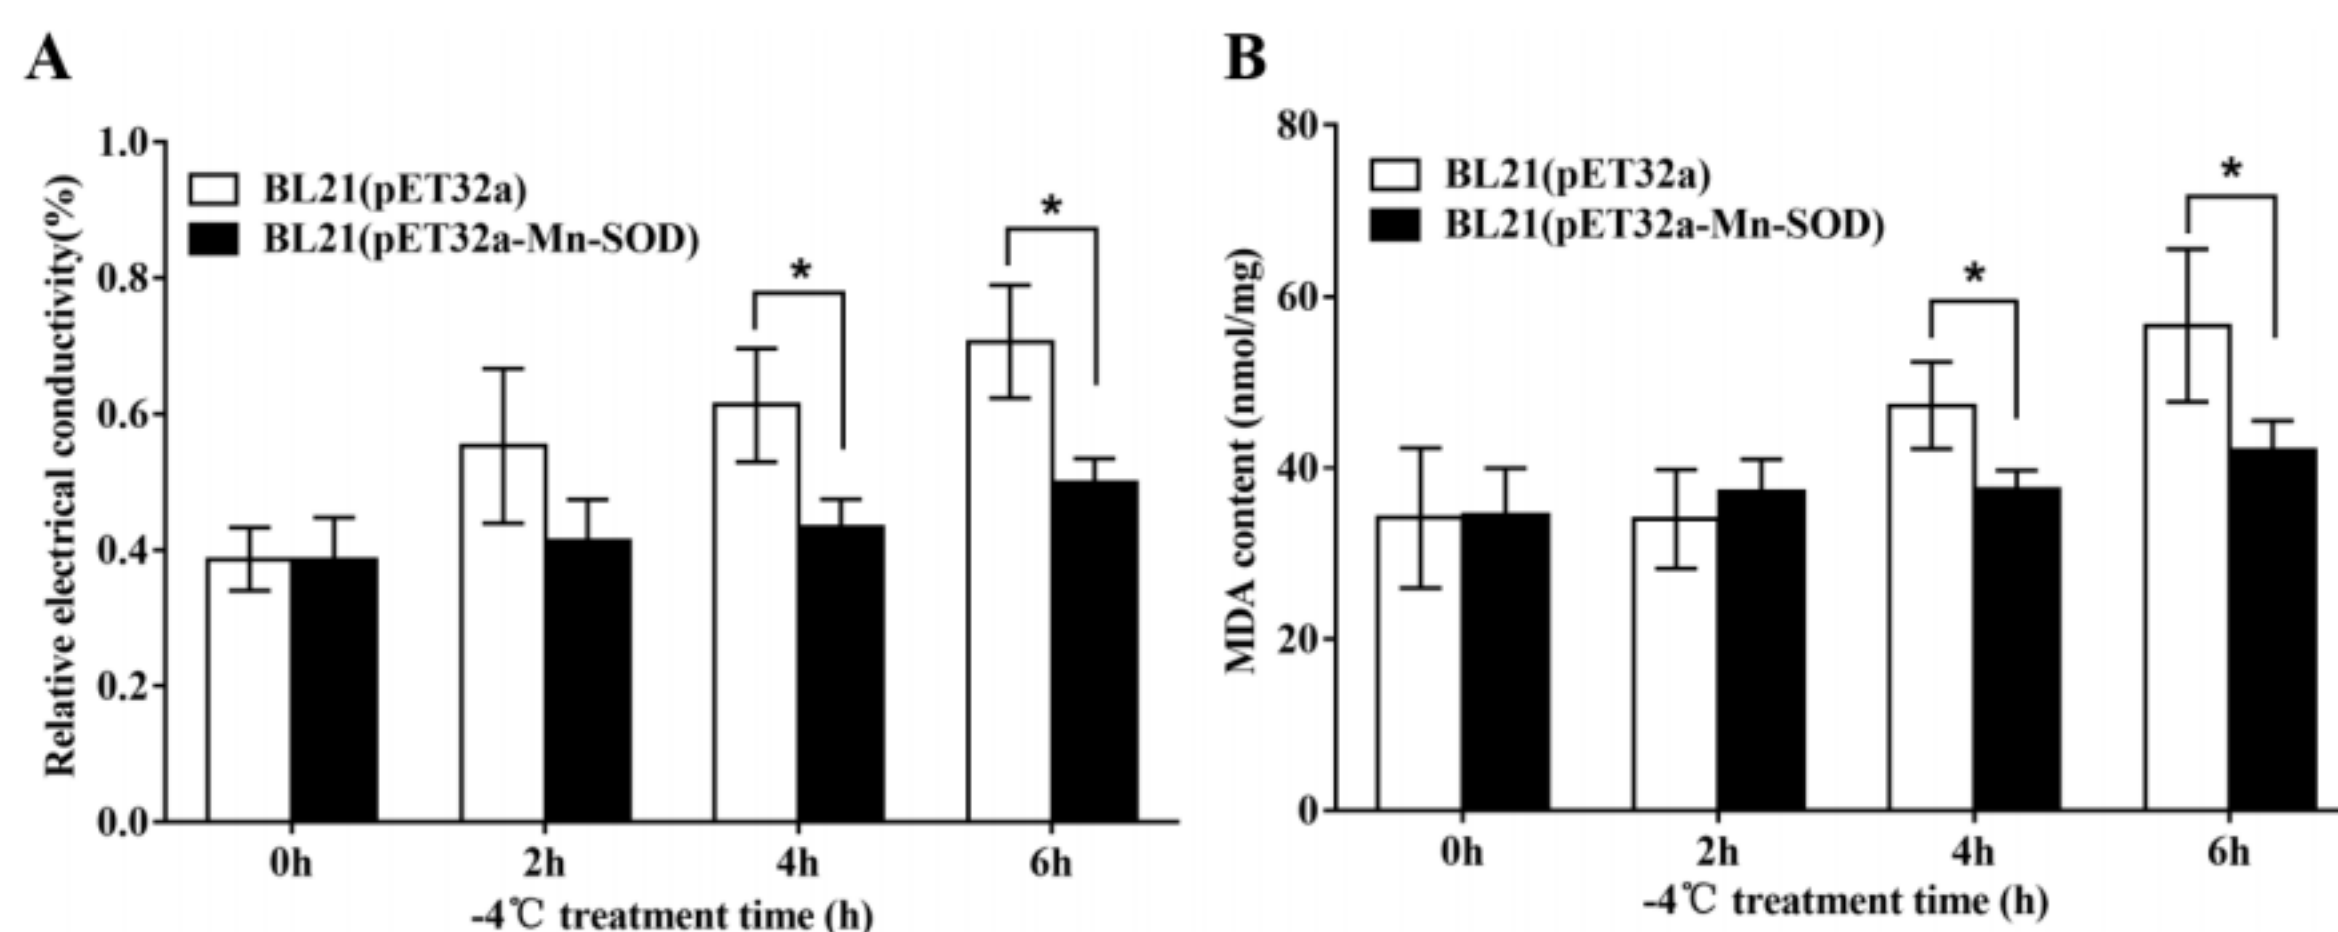 A
Relative electrical conductivity(%)
1.0
0.8
0.6
0.4
0.2
0.0
BL21(pET32a)
BL21(pET32a-Mn-SOD)
*
*
0h
2h
4h
6h
-4℃ treatment time (h)
B
MDA content (nmol/mg)
80
60
40
20
0
BL21(pET32a)
BL21(pET32a-Mn-SOD)
*
*
0h
2h
4h
6h
-4℃ treatment time (h)